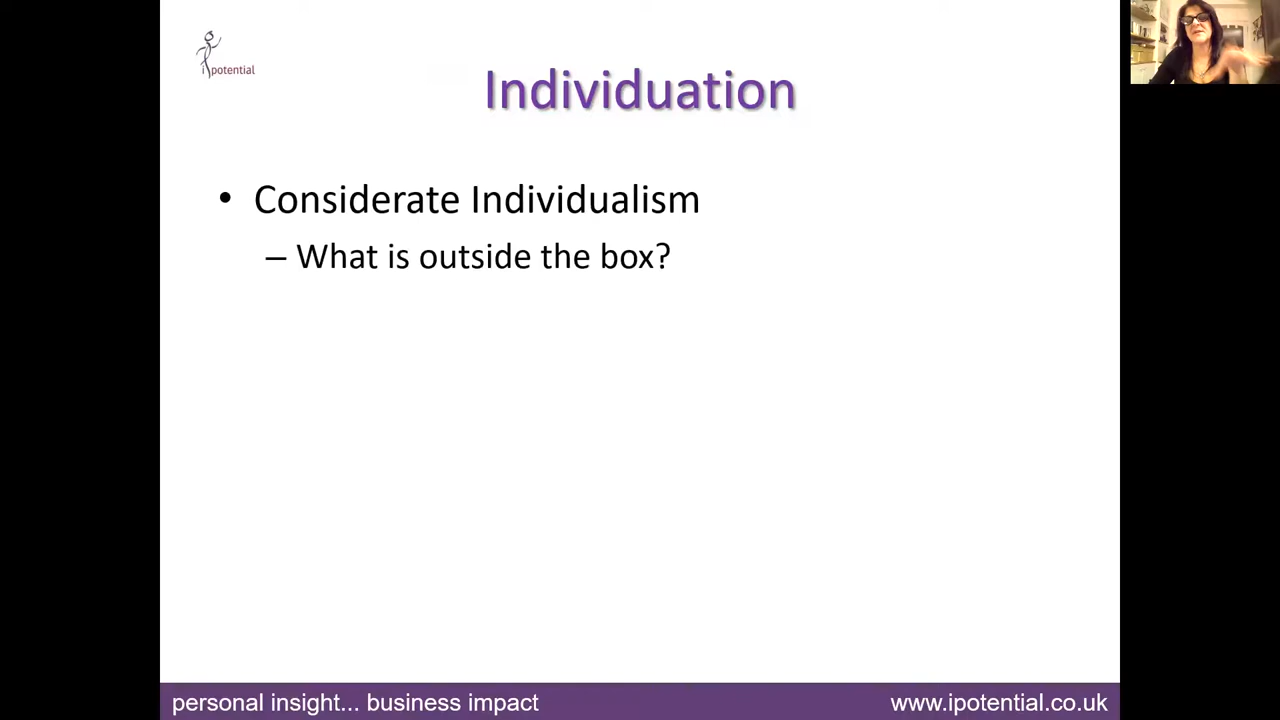 potential
Individuation
• Considerate Individualism
– What is outside the box?
personal insight... business impact
www.ipotential.co.uk